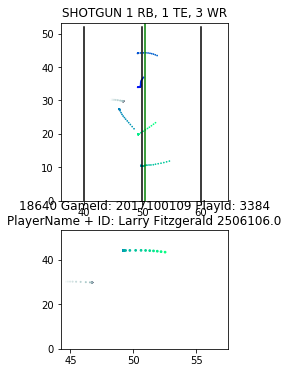 SHOTGUN 1 RB, 1 TE, 3 WR
50
40
30
20
10
0
40 50 60
18640 GameId: 2017100109 PlayId: 3384
PlayerName + ID: Larry Fitzgerald 2506106.0
40
20
0
45 50 55